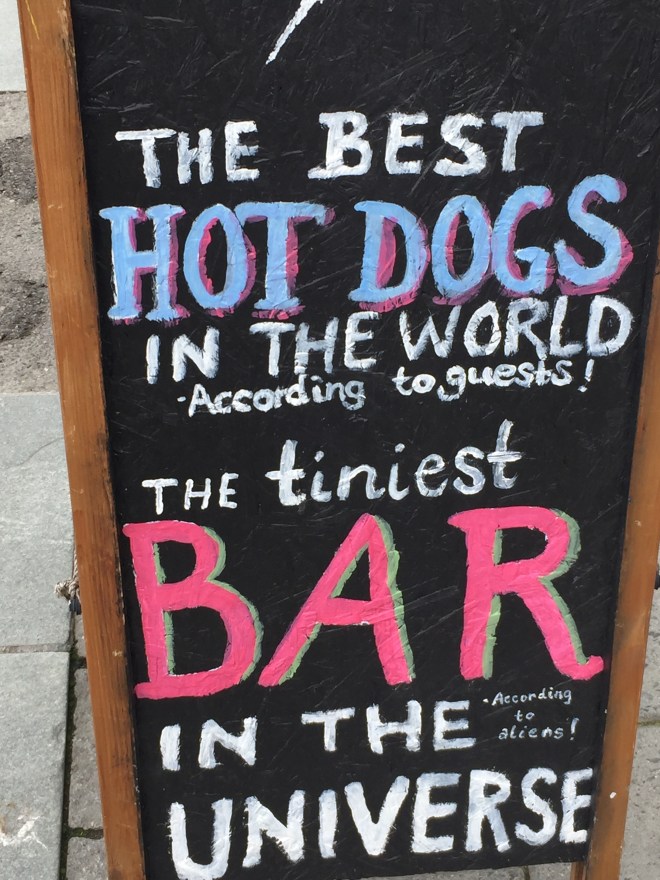 THE BEST
HOT DOGS
IN THE WORLD
-According to guests!
THE tiniest
BAR
IN THE
-According
to
aliens!
UNIVERSE